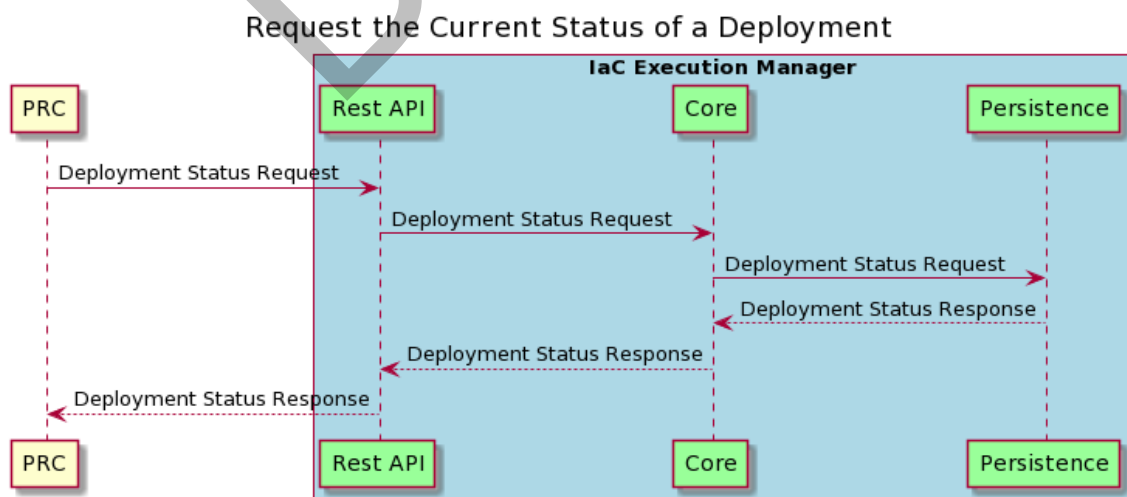 Request the Current Status of a Deployment
IaC Execution Manager
PRC
Rest API
Core
Persistence
Deployment Status Request
Deployment Status Request
Deployment Status Request
Deployment Status Response
Deployment Status Response
Deployment Status Response
PRC
Rest API
Core
Persistence